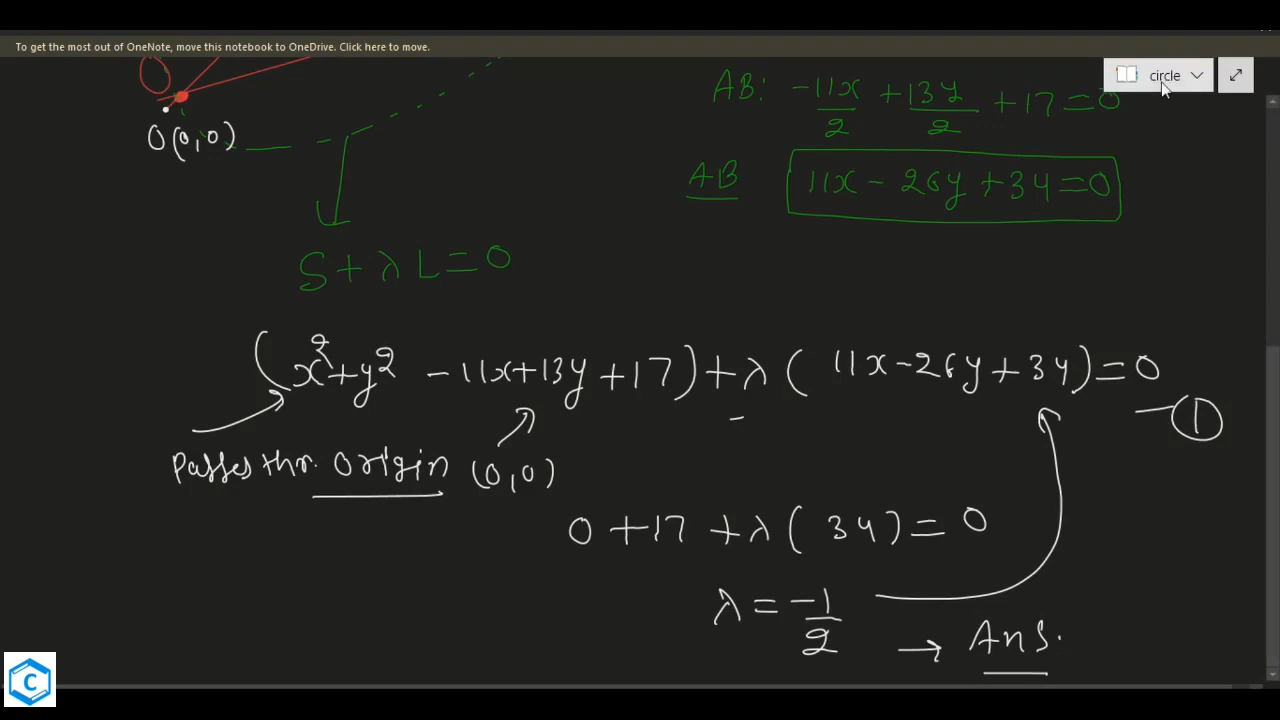 To get the most out of OneNote, move this notebook to OneDrive. Click here to move.
circle
O(0,0)
AB: -11x/2 + 13y/2 + 17 = 0
AB 11x - 26y + 34 = 0
S + λ L = 0
(x² + y² - 11x + 13y + 17) + λ ( 11x - 26y + 34) = 0
— ①
Passes thr. origin (0,0)
0 + 17 + λ ( 34) = 0
λ = -1/2 → Ans.
C